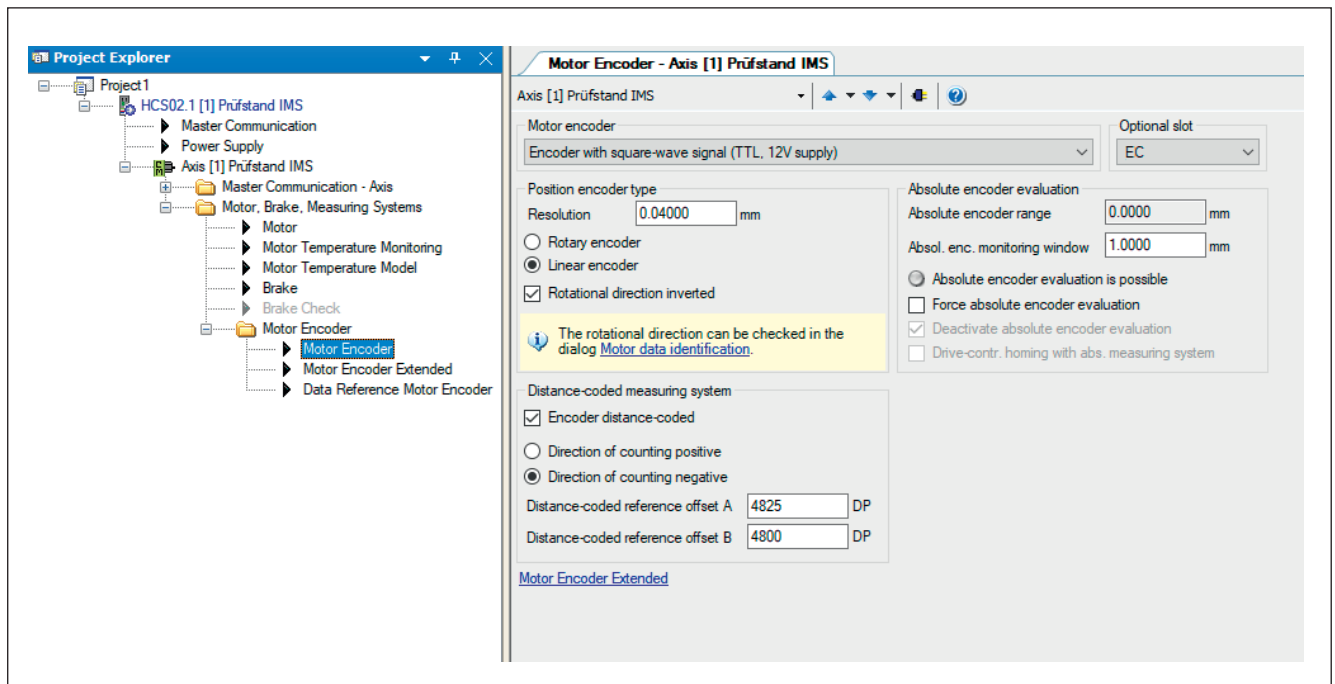 Project Explorer
Project1
HCS02.1 [1] Prüfstand IMS
Master Communication
Power Supply
Axis [1] Prüfstand IMS
Master Communication - Axis
Motor, Brake, Measuring Systems
Motor
Motor Temperature Monitoring
Motor Temperature Model
Brake
Brake Check
Motor Encoder
Motor Encoder
Motor Encoder Extended
Data Reference Motor Encoder
Motor Encoder - Axis [1] Prüfstand IMS
Axis [1] Prüfstand IMS
Motor encoder
Encoder with square-wave signal (TTL, 12V supply)
Optional slot
EC
Position encoder type
Resolution 0.04000 mm
Rotary encoder
Linear encoder
Rotational direction inverted
The rotational direction can be checked in the
dialog Motor data identification.
Absolute encoder evaluation
Absolute encoder range 0.0000 mm
Absol. enc. monitoring window 1.0000 mm
Absolute encoder evaluation is possible
Force absolute encoder evaluation
Deactivate absolute encoder evaluation
Drive-contr. homing with abs. measuring system
Distance-coded measuring system
Encoder distance-coded
Direction of counting positive
Direction of counting negative
Distance-coded reference offset A 4825 DP
Distance-coded reference offset B 4800 DP
Motor Encoder Extended